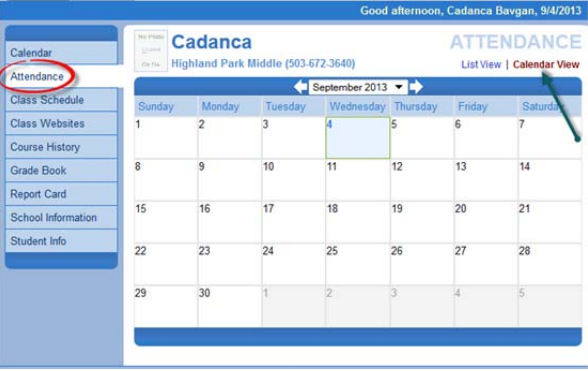 Good afternoon, Cadanca Bavgan, 9/4/2013
Calendar
Attendance
Class Schedule
Class Websites
Course History
Grade Book
Report Card
School Information
Student Info
No Photo
On File
Cadanca
Highland Park Middle (503-672-3640)
ATTENDANCE
List View | Calendar View
September 2013
Sunday Monday Tuesday Wednesday Thursday Friday Saturday
1 2 3 4 5 6 7
8 9 10 11 12 13 14
15 16 17 18 19 20 21
22 23 24 25 26 27 28
29 30 1 2 3 4 5